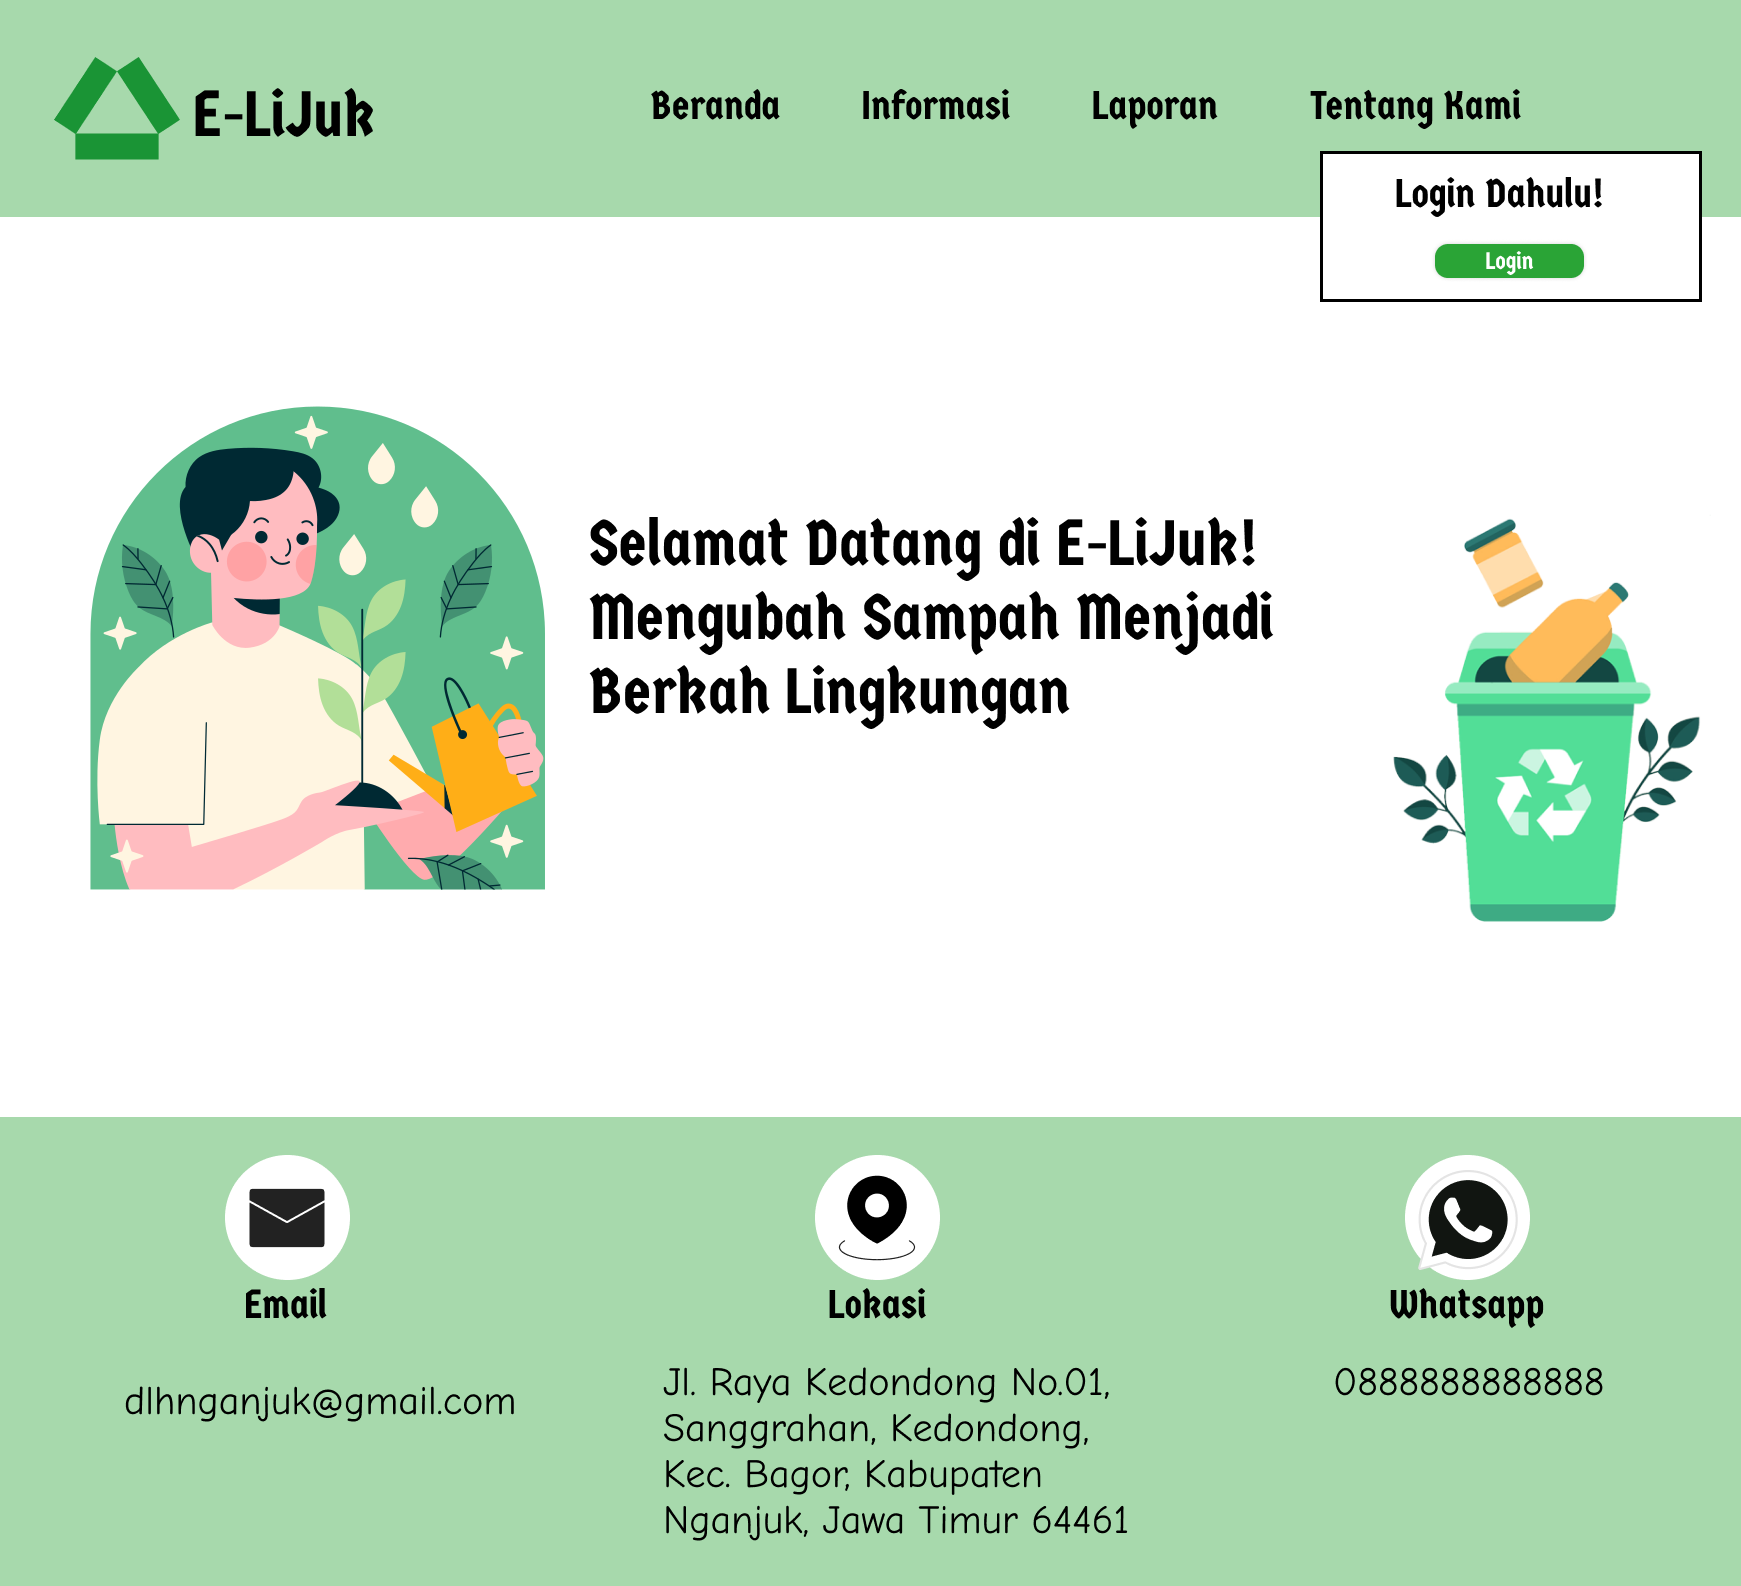 E-LiJuk
Beranda
Informasi
Laporan
Tentang Kami
Login Dahulu!
Login
Selamat Datang di E-LiJuk!
Mengubah Sampah Menjadi
Berkah Lingkungan
Email
dlhnganjuk@gmail.com
Lokasi
Jl. Raya Kedondong No.01,
Sanggrahan, Kedondong,
Kec. Bagor, Kabupaten
Nganjuk, Jawa Timur 64461
Whatsapp
0888888888888